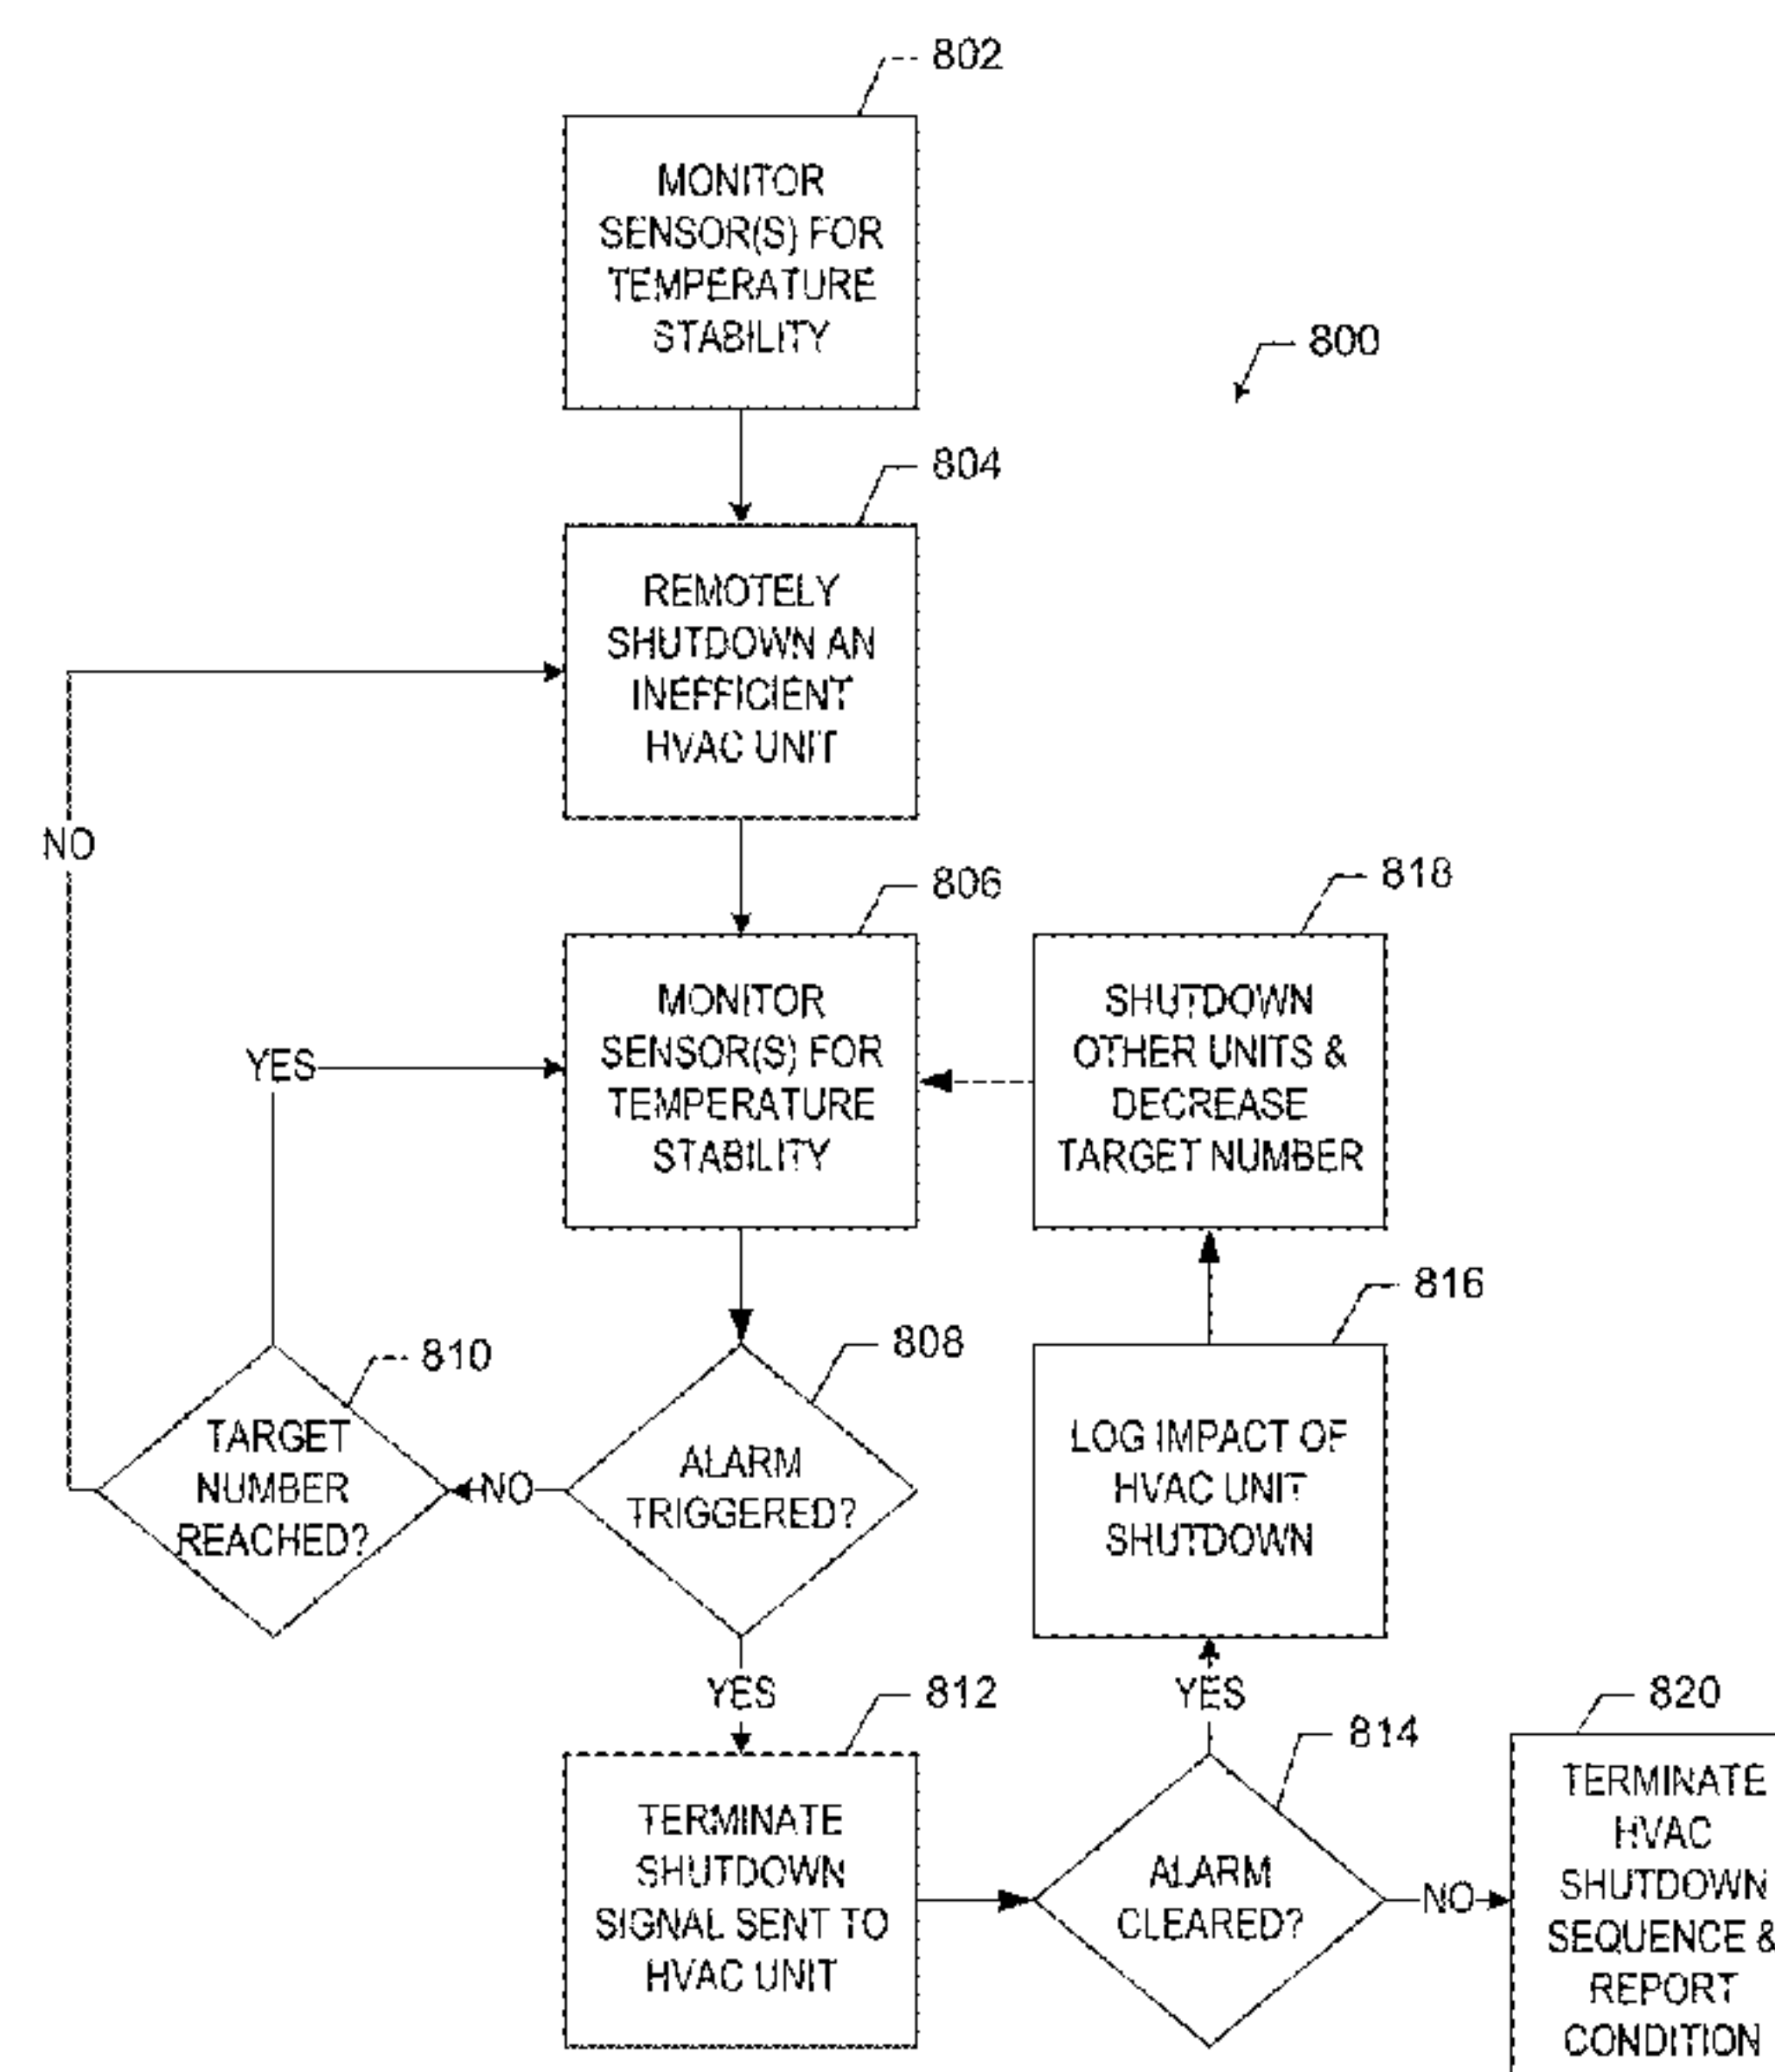 802
MONITOR
SENSOR(S) FOR
TEMPERATURE
STABILITY
800
804
REMOTELY
SHUTDOWN AN
INEFFICIENT
HVAC UNIT
NO
806
MONITOR
SENSOR(S) FOR
TEMPERATURE
STABILITY
818
SHUTDOWN
OTHER UNITS &
DECREASE
TARGET NUMBER
YES
810
TARGET
NUMBER
REACHED?
NO
808
ALARM
TRIGGERED?
816
LOG IMPACT OF
HVAC UNIT
SHUTDOWN
YES
812
TERMINATE
SHUTDOWN
SIGNAL SENT TO
HVAC UNIT
YES
814
ALARM
CLEARED?
NO
820
TERMINATE
HVAC
SHUTDOWN
SEQUENCE &
REPORT
CONDITION